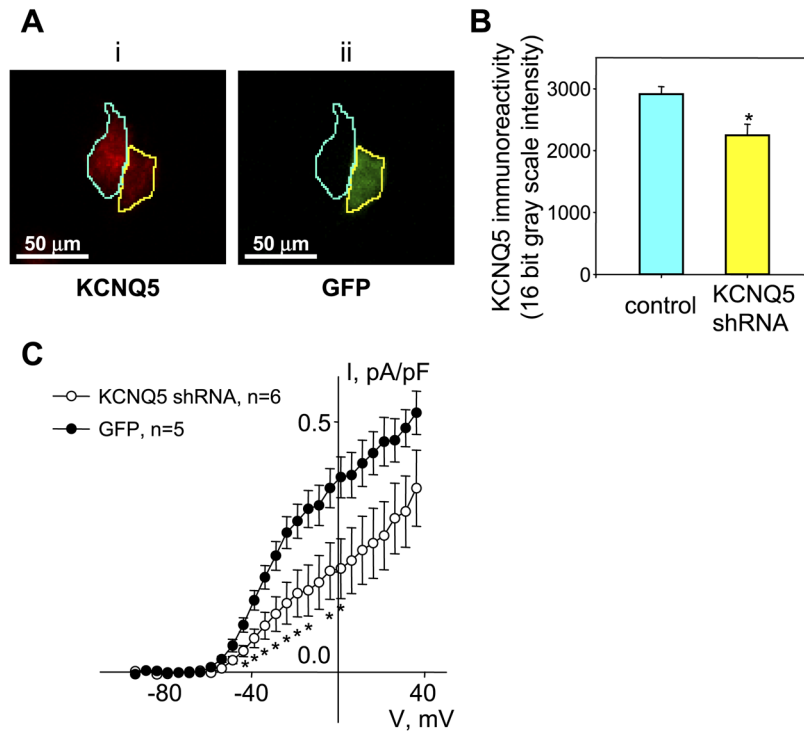 A
i
ii
50 μm
50 μm
KCNQ5
GFP
B
KCNQ5 immunoreactivity
(16 bit gray scale intensity)
3000
2000
1000
0
*
control
KCNQ5
shRNA
C
I, pA/pF
KCNQ5 shRNA, n=6
GFP, n=5
0.5
0.0
* * * * * * * * *
-80
-40
0
40
V, mV